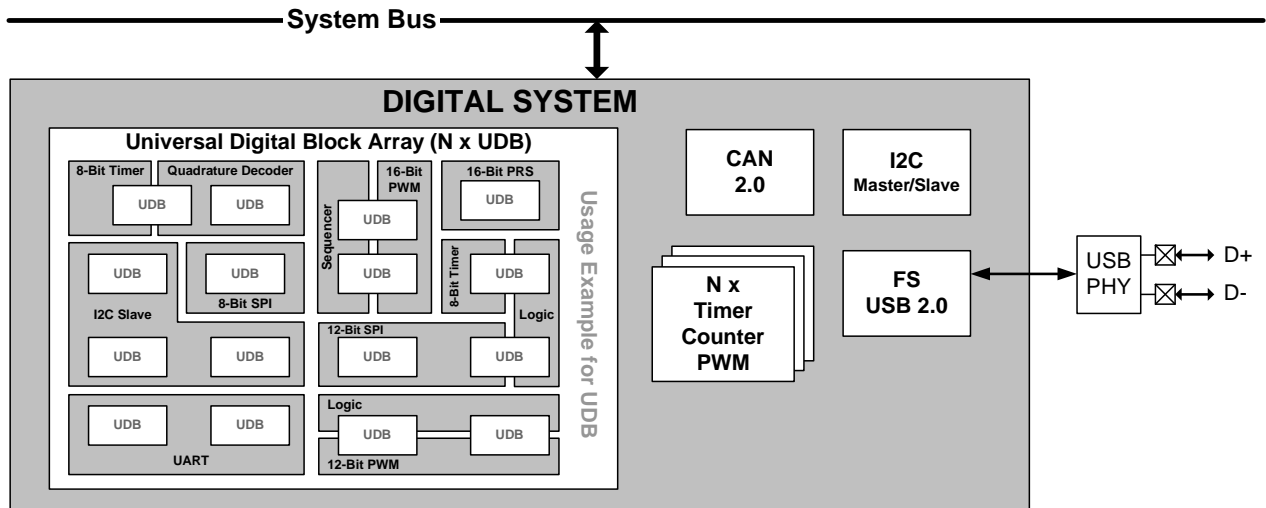 System Bus
DIGITAL SYSTEM
Universal Digital Block Array (N x UDB)
8-Bit Timer
Quadrature Decoder
UDB
UDB
Sequencer
16-Bit
PWM
UDB
UDB
16-Bit PRS
UDB
UDB
I2C Slave
UDB
UDB
UDB
8-Bit SPI
8-Bit Timer
UDB
Logic
12-Bit SPI
UDB
UDB
UDB
UDB
UART
Logic
UDB
UDB
12-Bit PWM
Usage Example for UDB
CAN
2.0
I2C
Master/Slave
N x
Timer
Counter
PWM
FS
USB 2.0
USB
PHY
D+
D-